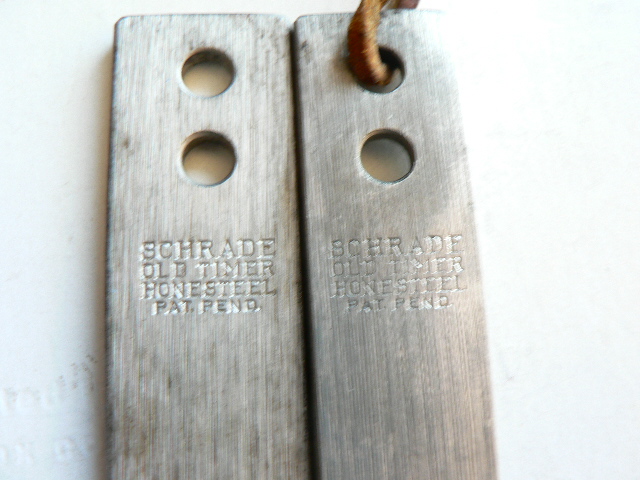 SCHRADE
OLD TIMER
HONESTEEL
PAT. PEND.
SCHRADE
OLD TIMER
HONESTEEL
PAT. PEND.